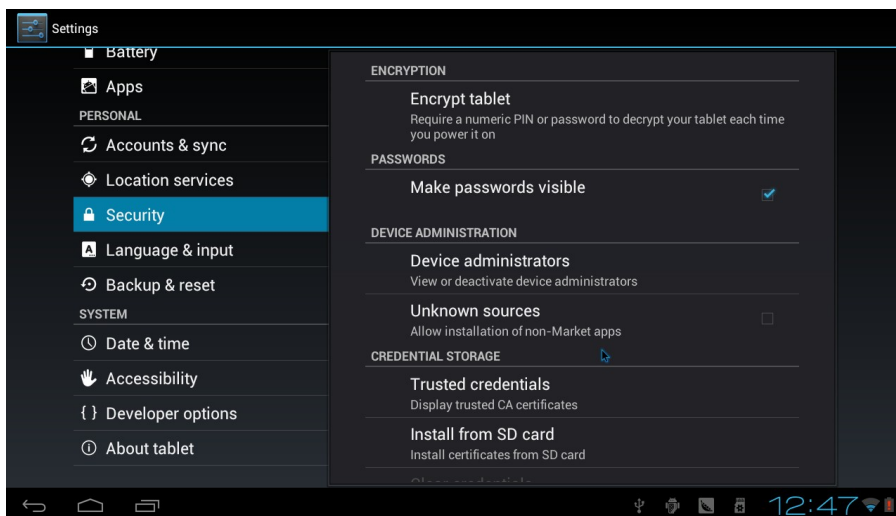 Settings
Battery
Apps
PERSONAL
Accounts & sync
Location services
Security
Language & input
Backup & reset
SYSTEM
Date & time
Accessibility
{ } Developer options
About tablet
ENCRYPTION
Encrypt tablet
Require a numeric PIN or password to decrypt your tablet each time
you power it on
PASSWORDS
Make passwords visible
DEVICE ADMINISTRATION
Device administrators
View or deactivate device administrators
Unknown sources
Allow installation of non-Market apps
CREDENTIAL STORAGE
Trusted credentials
Display trusted CA certificates
Install from SD card
Install certificates from SD card
Clear credentials
12:47